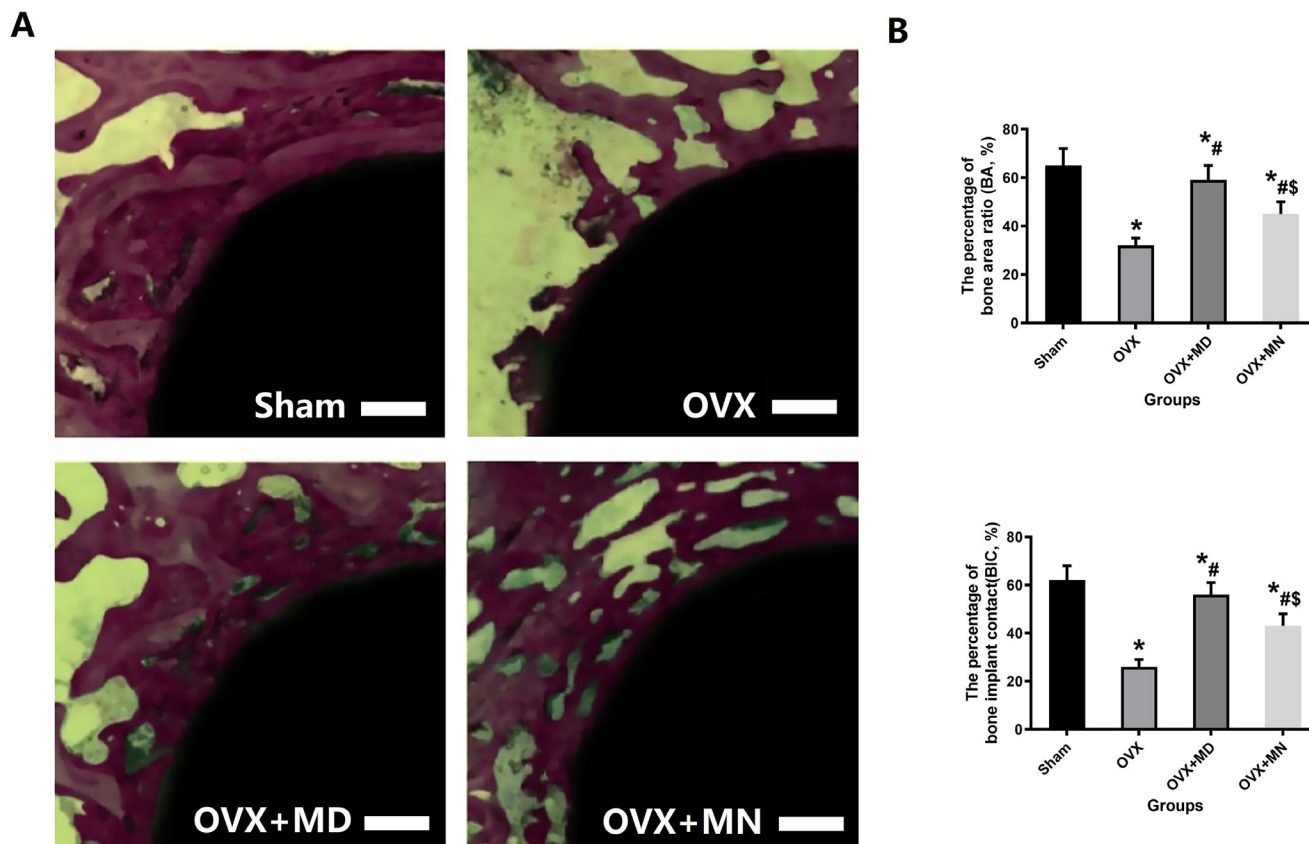 A
Sham
OVX
OVX+MD
OVX+MN
B
The percentage of
bone area ratio (BA, %)
80
60
40
20
0
*
*#
*#$
Sham
OVX
OVX+MD
OVX+MN
Groups
The percentage of
bone implant contact(BIC, %)
80
60
40
20
0
*
*#
*#$
Sham
OVX
OVX+MD
OVX+MN
Groups